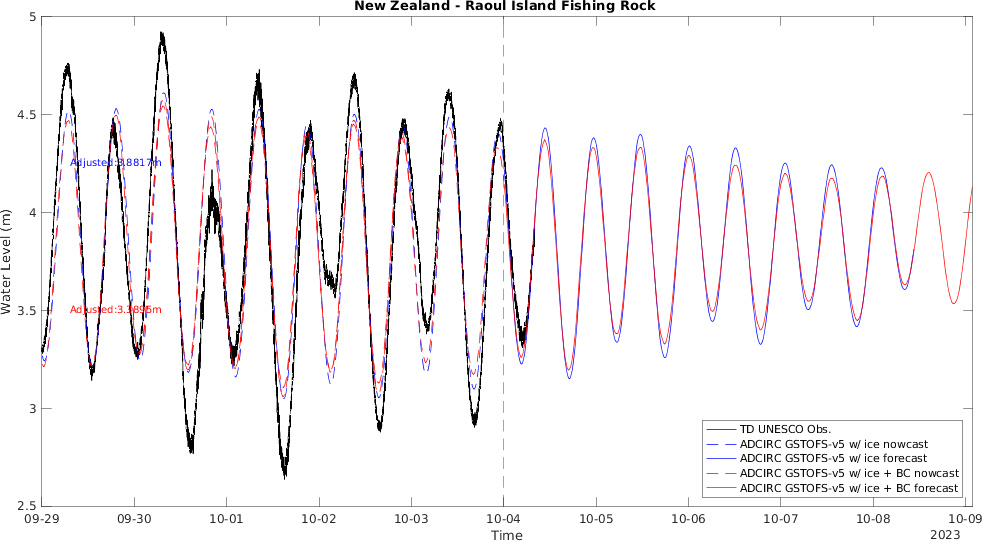 New Zealand - Raoul Island Fishing Rock
Water Level (m)
5
4.5
4
3.5
3
2.5
Adjusted:3.8817m
Adjusted:3.3895m
TD UNESCO Obs.
ADCIRC GSTOFS-v5 w/ ice nowcast
ADCIRC GSTOFS-v5 w/ ice forecast
ADCIRC GSTOFS-v5 w/ ice + BC nowcast
ADCIRC GSTOFS-v5 w/ ice + BC forecast
09-29 09-30 10-01 10-02 10-03 10-04 10-05 10-06 10-07 10-08 10-09
Time
2023